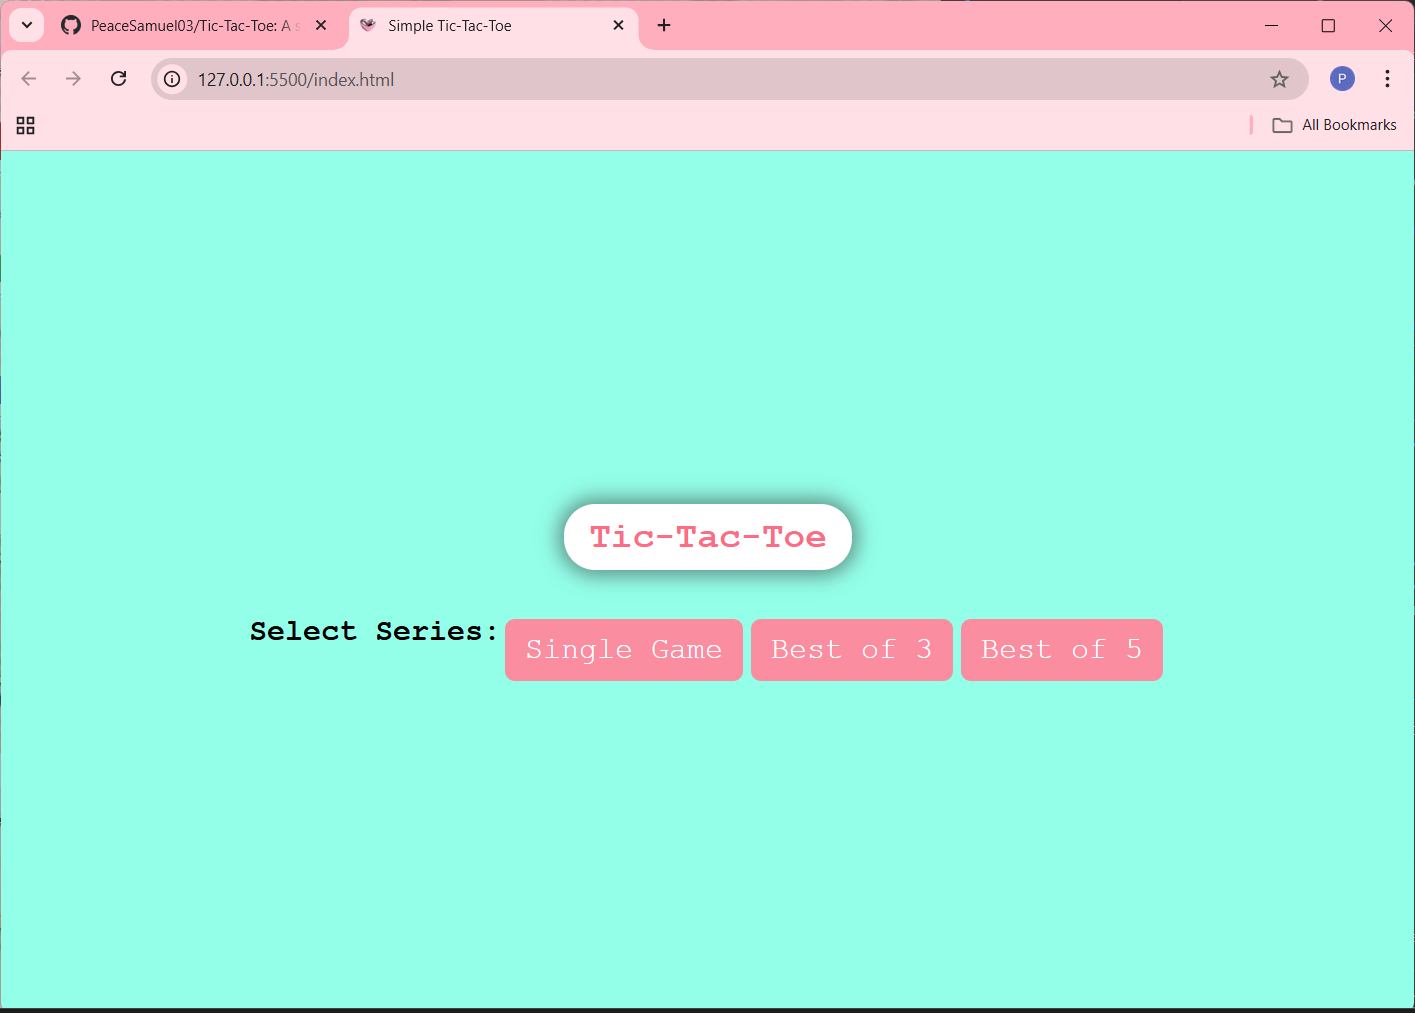 PeaceSamuel03/Tic-Tac-Toe: A s
Simple Tic-Tac-Toe
127.0.0.1:5500/index.html
P
All Bookmarks
Tic-Tac-Toe
Select Series: Single Game Best of 3 Best of 5